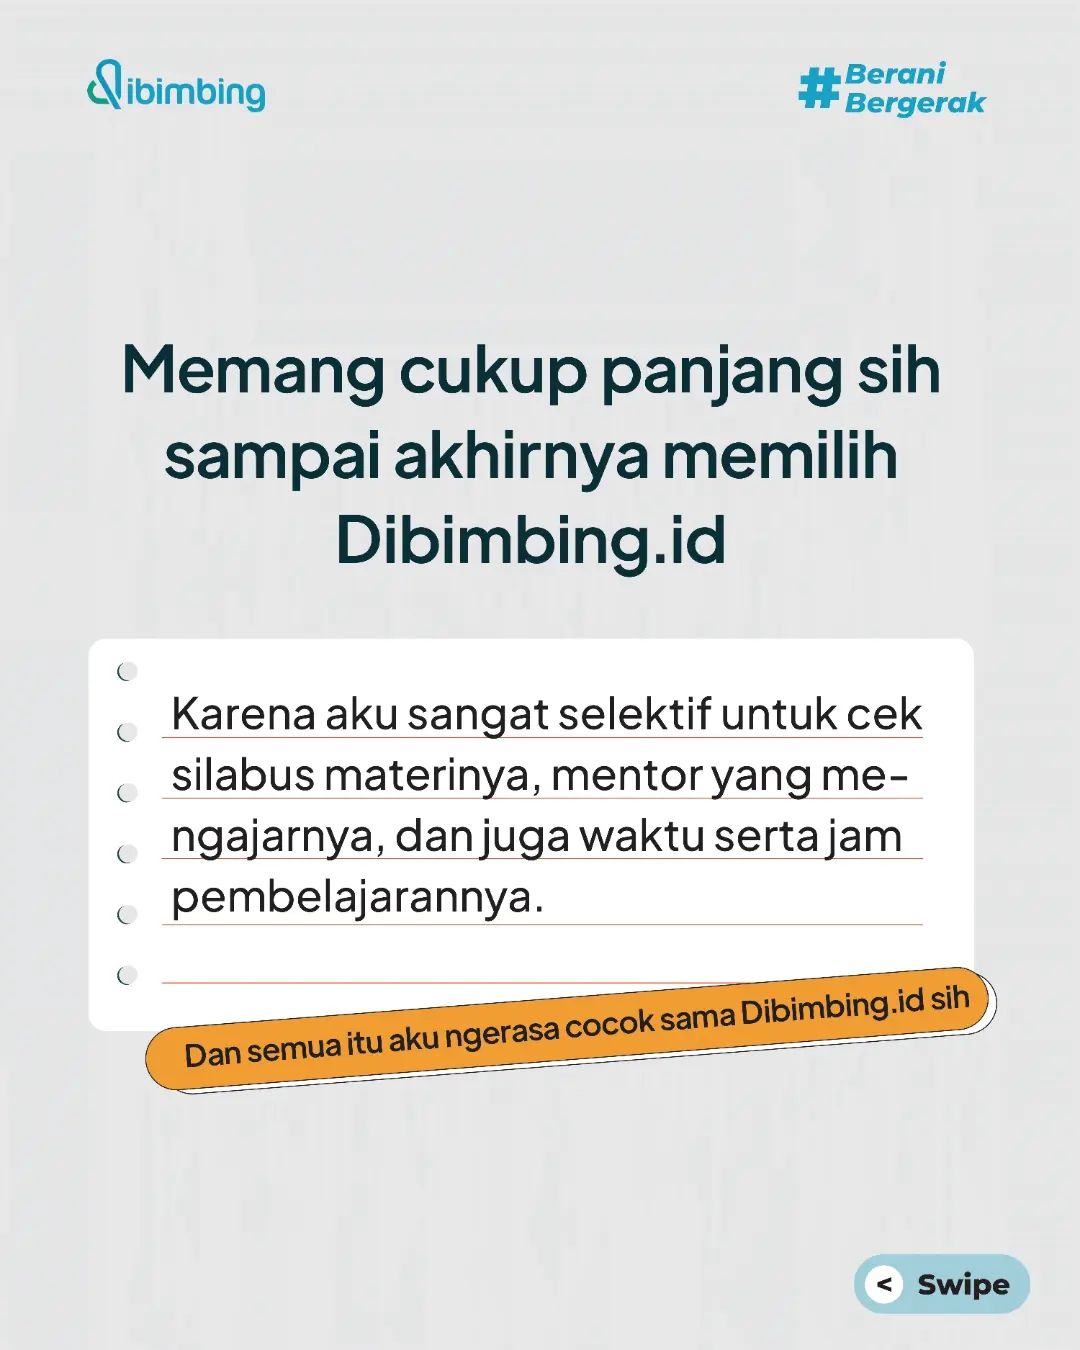 dibimbing
#Berani
Bergerak
Memang cukup panjang sih
sampai akhirnya memilih
Dibimbing.id
Karena aku sangat selektif untuk cek
silabus materinya, mentor yang me-
ngajarnya, dan juga waktu serta jam
pembelajarannya.
Dan semua itu aku ngerasa cocok sama Dibimbing.id sih
< Swipe